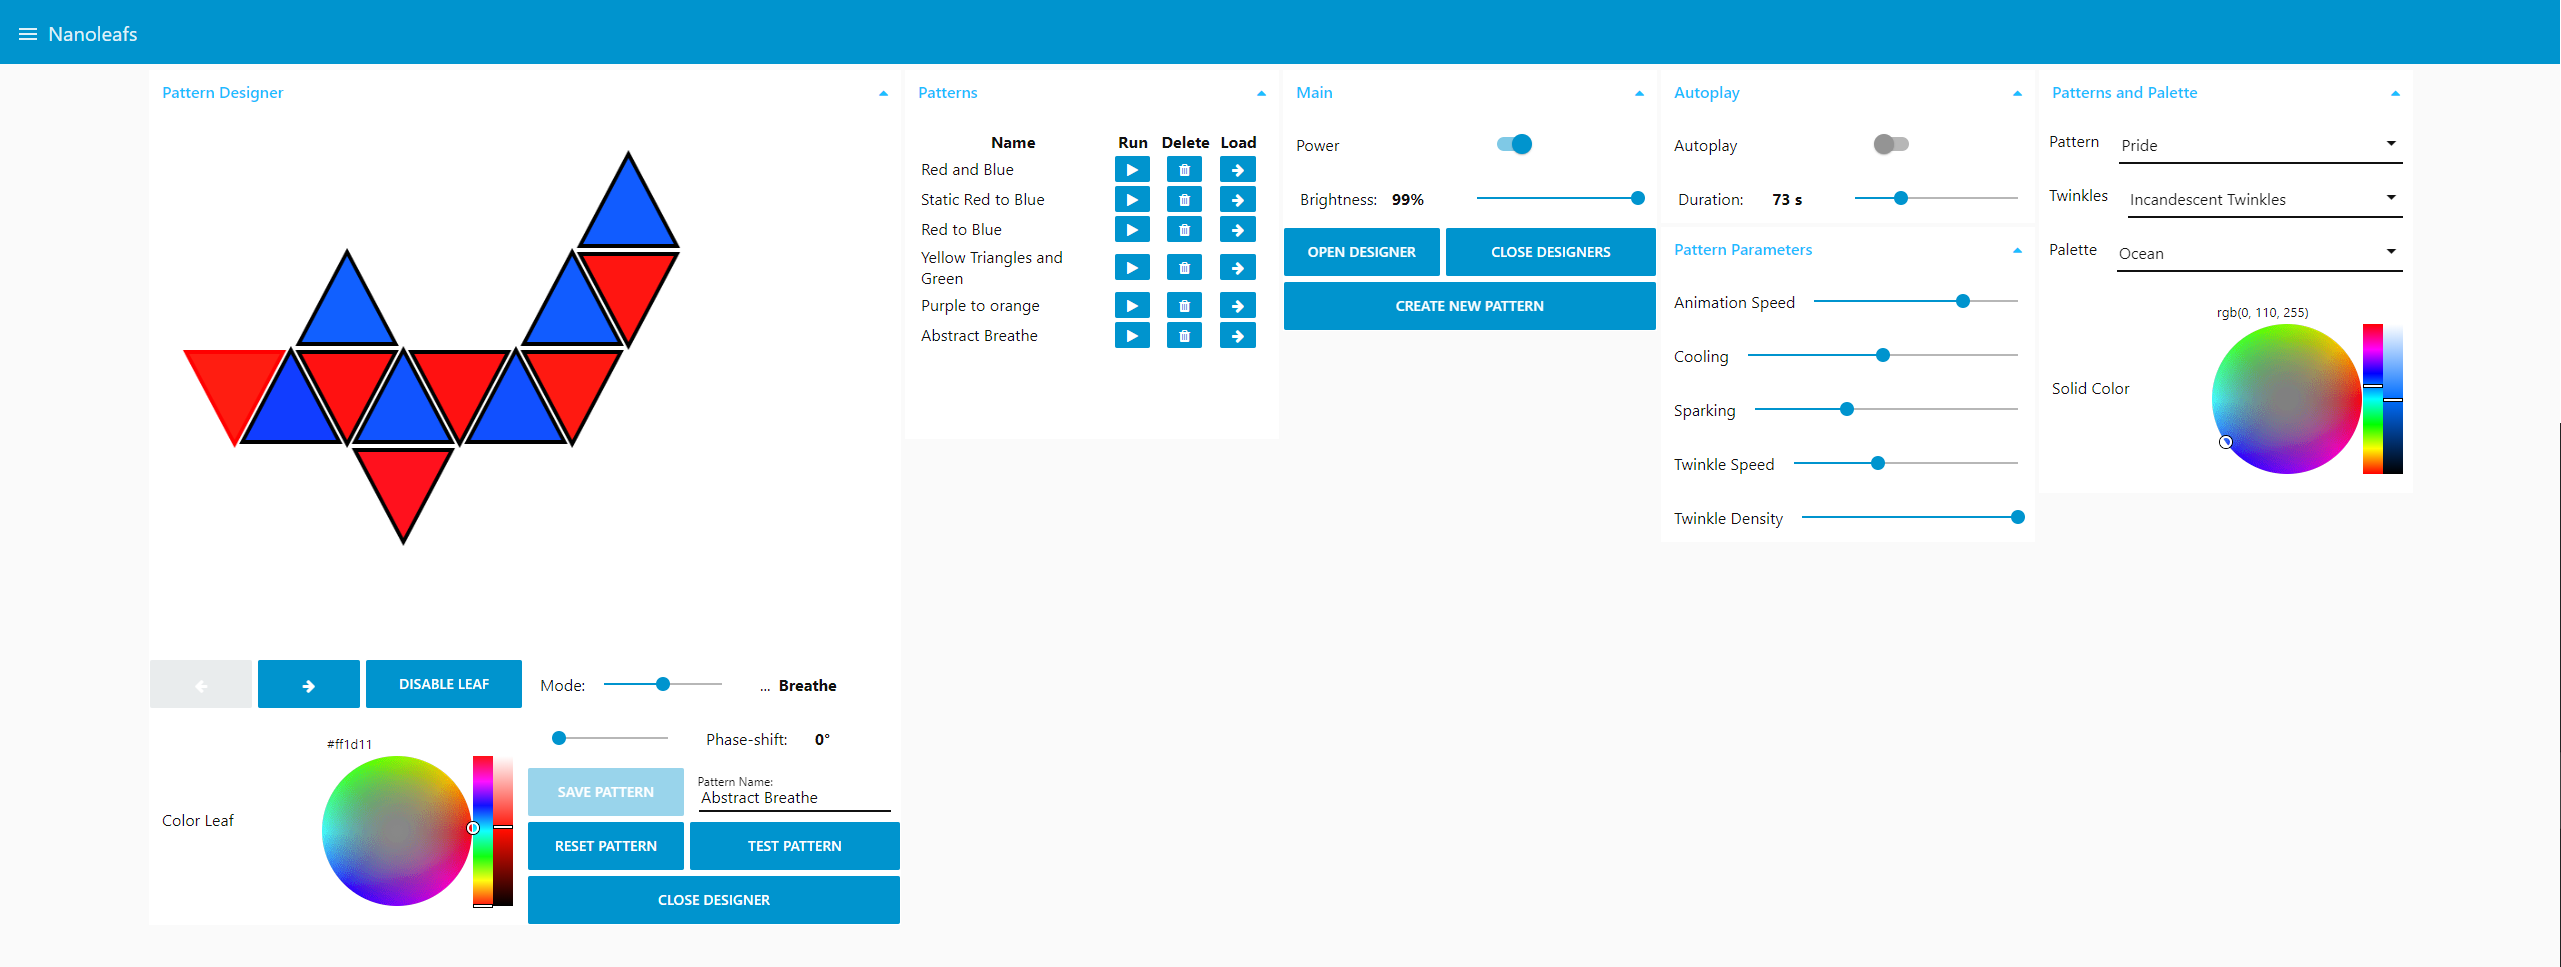 Nanoleafs
Pattern Designer
DISABLE LEAF
Mode:
... Breathe
Phase-shift: 0°
#ff1d11
Color Leaf
SAVE PATTERN
Pattern Name:
Abstract Breathe
RESET PATTERN
TEST PATTERN
CLOSE DESIGNER
Patterns
Name Run Delete Load
Red and Blue
Static Red to Blue
Red to Blue
Yellow Triangles and
Green
Purple to orange
Abstract Breathe
Main
Power
Brightness: 99%
OPEN DESIGNER
CLOSE DESIGNERS
CREATE NEW PATTERN
Autoplay
Autoplay
Duration: 73 s
Pattern Parameters
Animation Speed
Cooling
Sparking
Twinkle Speed
Twinkle Density
Patterns and Palette
Pattern Pride
Twinkles Incandescent Twinkles
Palette Ocean
rgb(0, 110, 255)
Solid Color